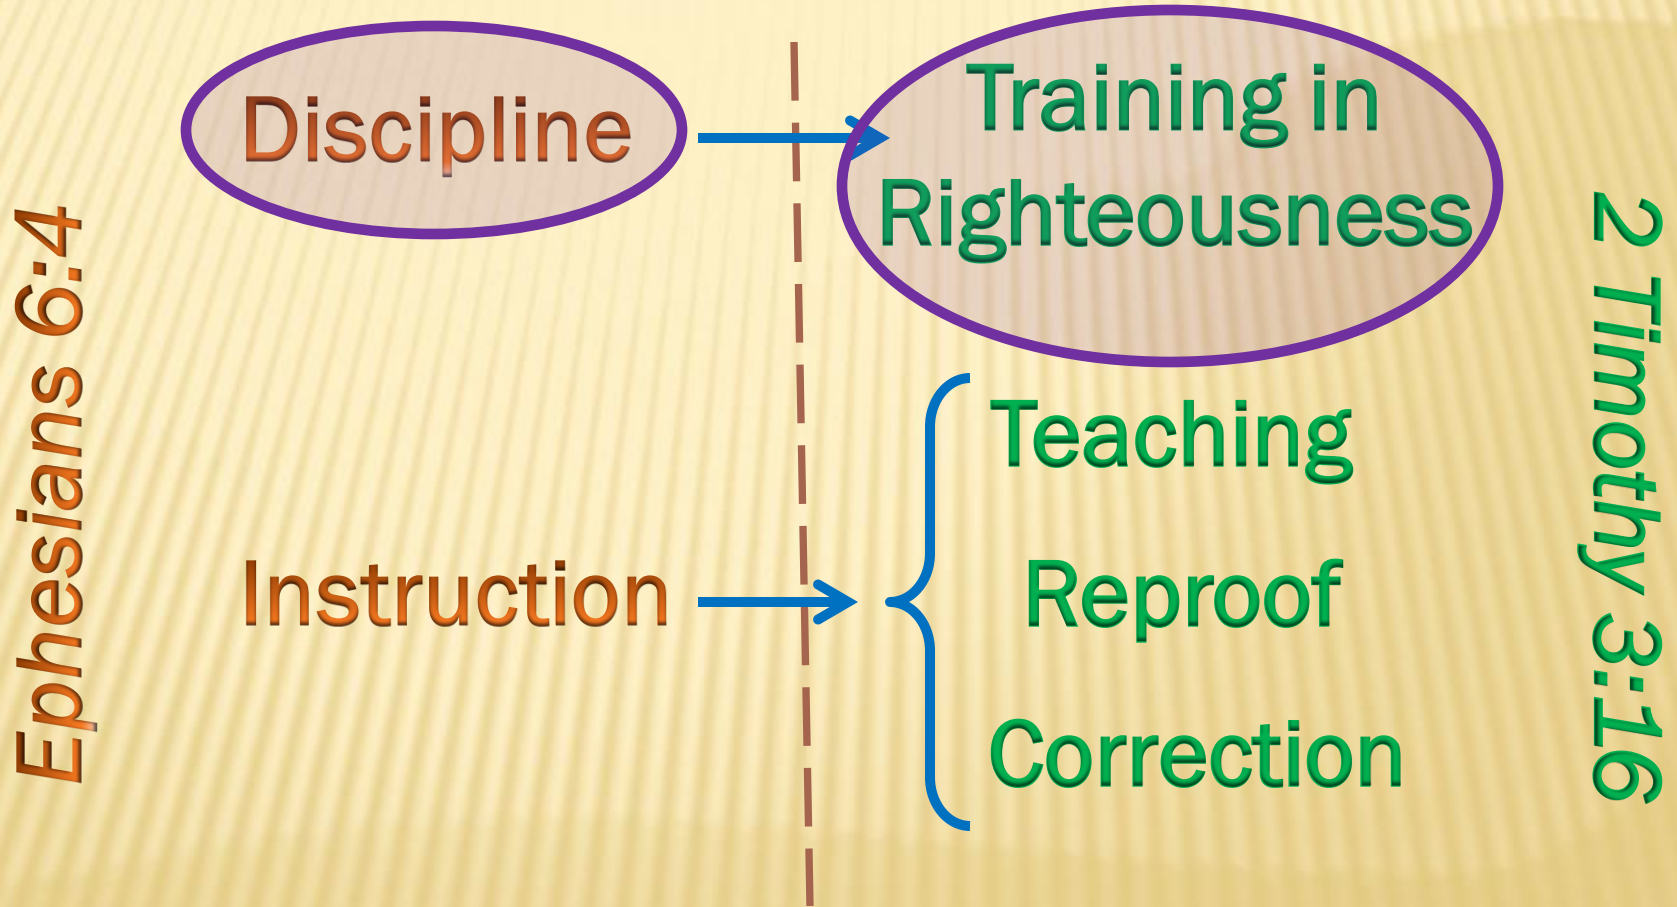 Ephesians 6:4
Discipline
Training in
Righteousness
Instruction
Teaching
Reproof
Correction
2 Timothy 3:16